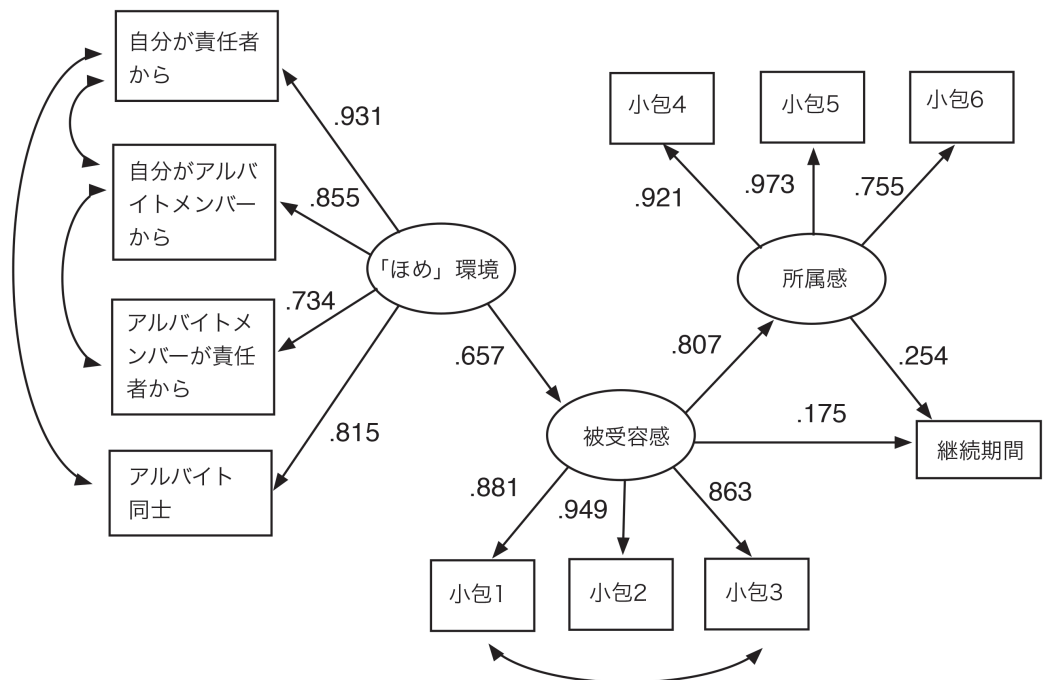 自分が責任者
から
.931
自分がアルバ
イトメンバー
から
.855
「ほめ」環境
アルバイトメ
ンバーが責任
者から
.734
.815
アルバイト
同士
.657
小包4
小包5
小包6
.921
.973
.755
所属感
.807
.254
被受容感
.175
継続期間
.881
.949
863
小包1
小包2
小包3